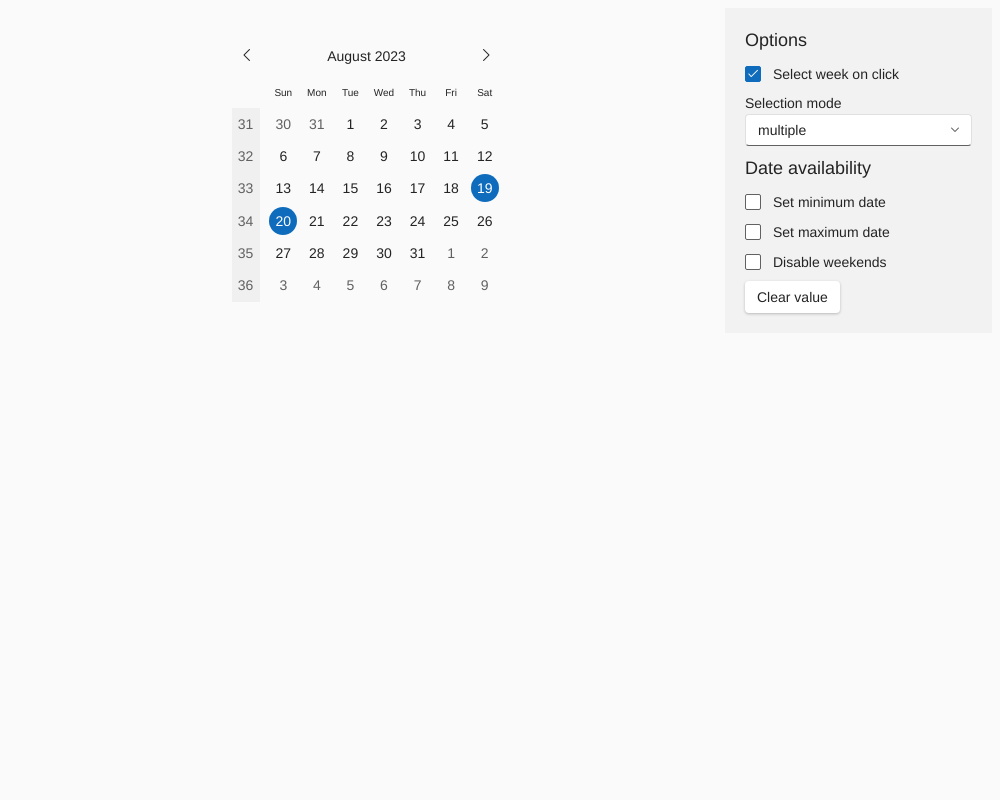 August 2023
Sun Mon Tue Wed Thu Fri Sat
31 30 31 1 2 3 4 5
32 6 7 8 9 10 11 12
33 13 14 15 16 17 18 19
34 20 21 22 23 24 25 26
35 27 28 29 30 31 1 2
36 3 4 5 6 7 8 9
Options
Select week on click
Selection mode
multiple
Date availability
Set minimum date
Set maximum date
Disable weekends
Clear value